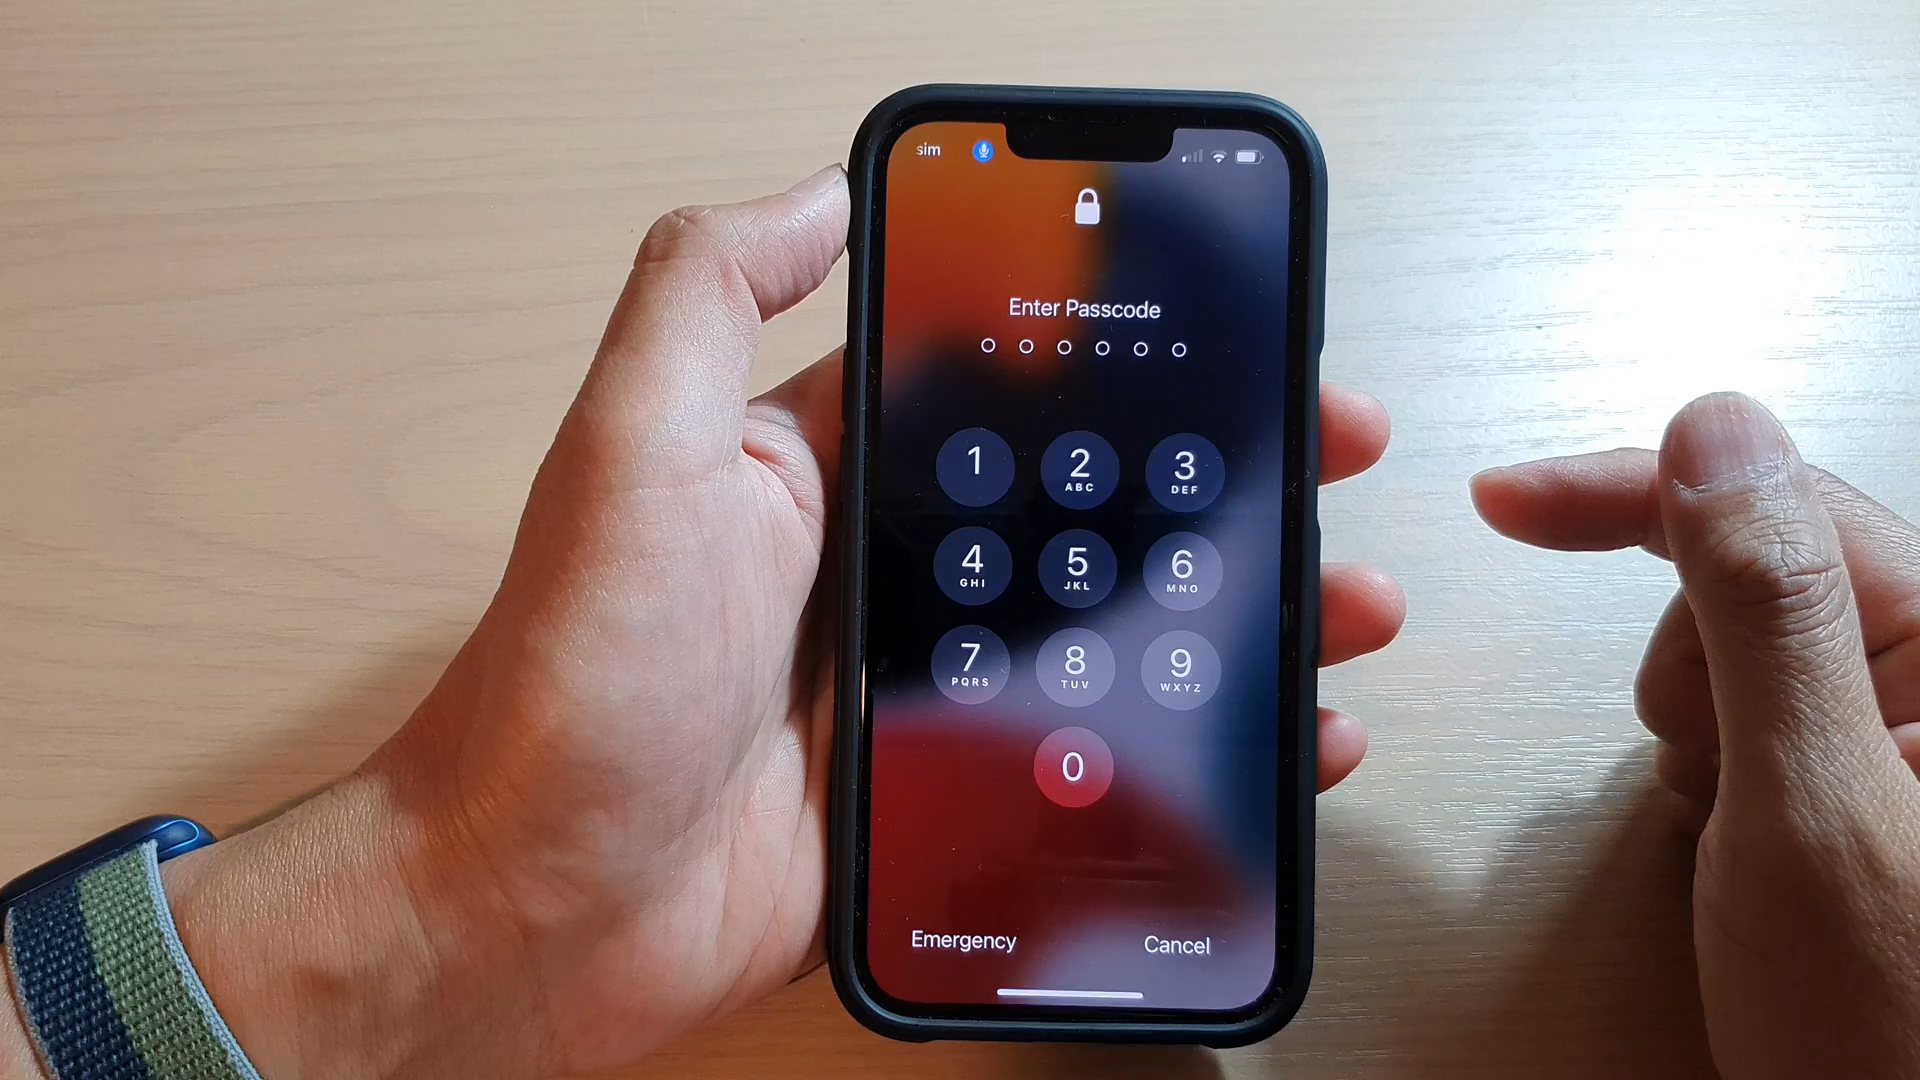 sim
Enter Passcode
1 2 3
ABC DEF
4 5 6
GHI JKL MNO
7 8 9
PQRS TUV WXYZ
0
Emergency Cancel